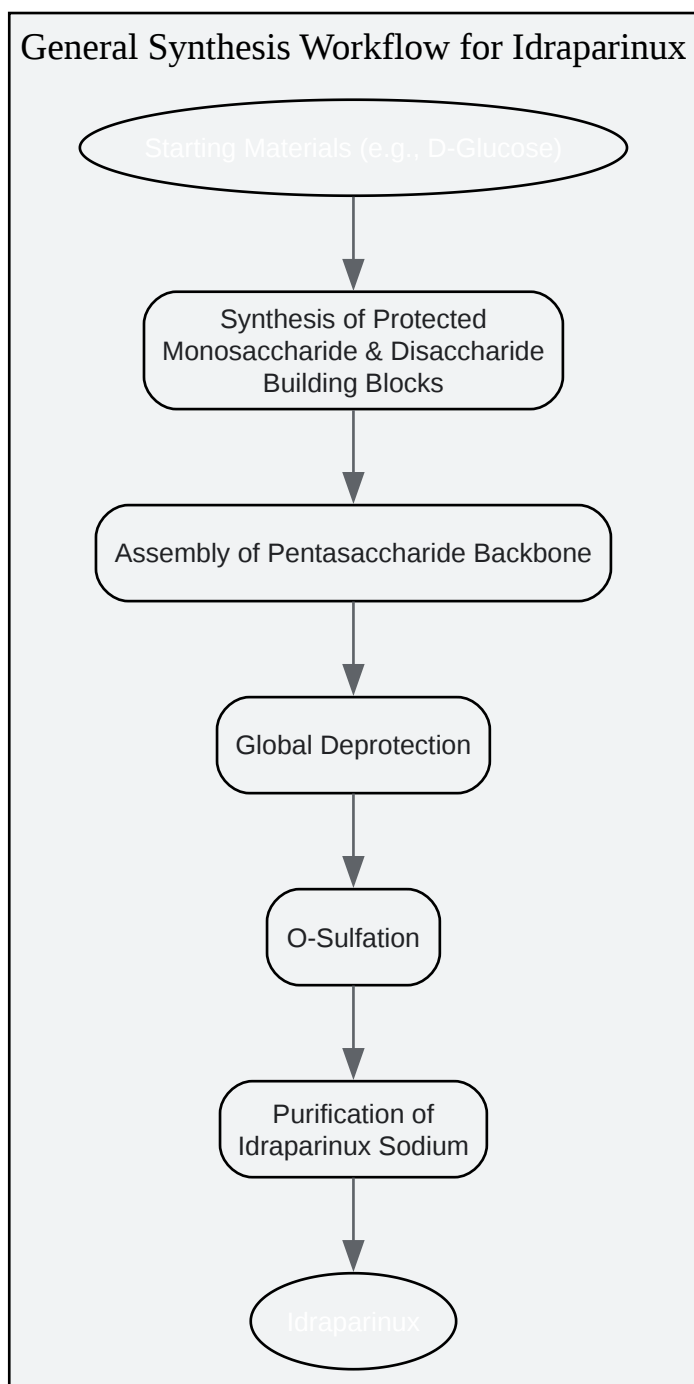 General Synthesis Workflow for Idraparinux
Starting Materials (e.g., D-Glucose)
Synthesis of Protected
Monosaccharide & Disaccharide
Building Blocks
Assembly of Pentasaccharide Backbone
Global Deprotection
O-Sulfation
Purification of
Idraparinux Sodium
Idraparinux